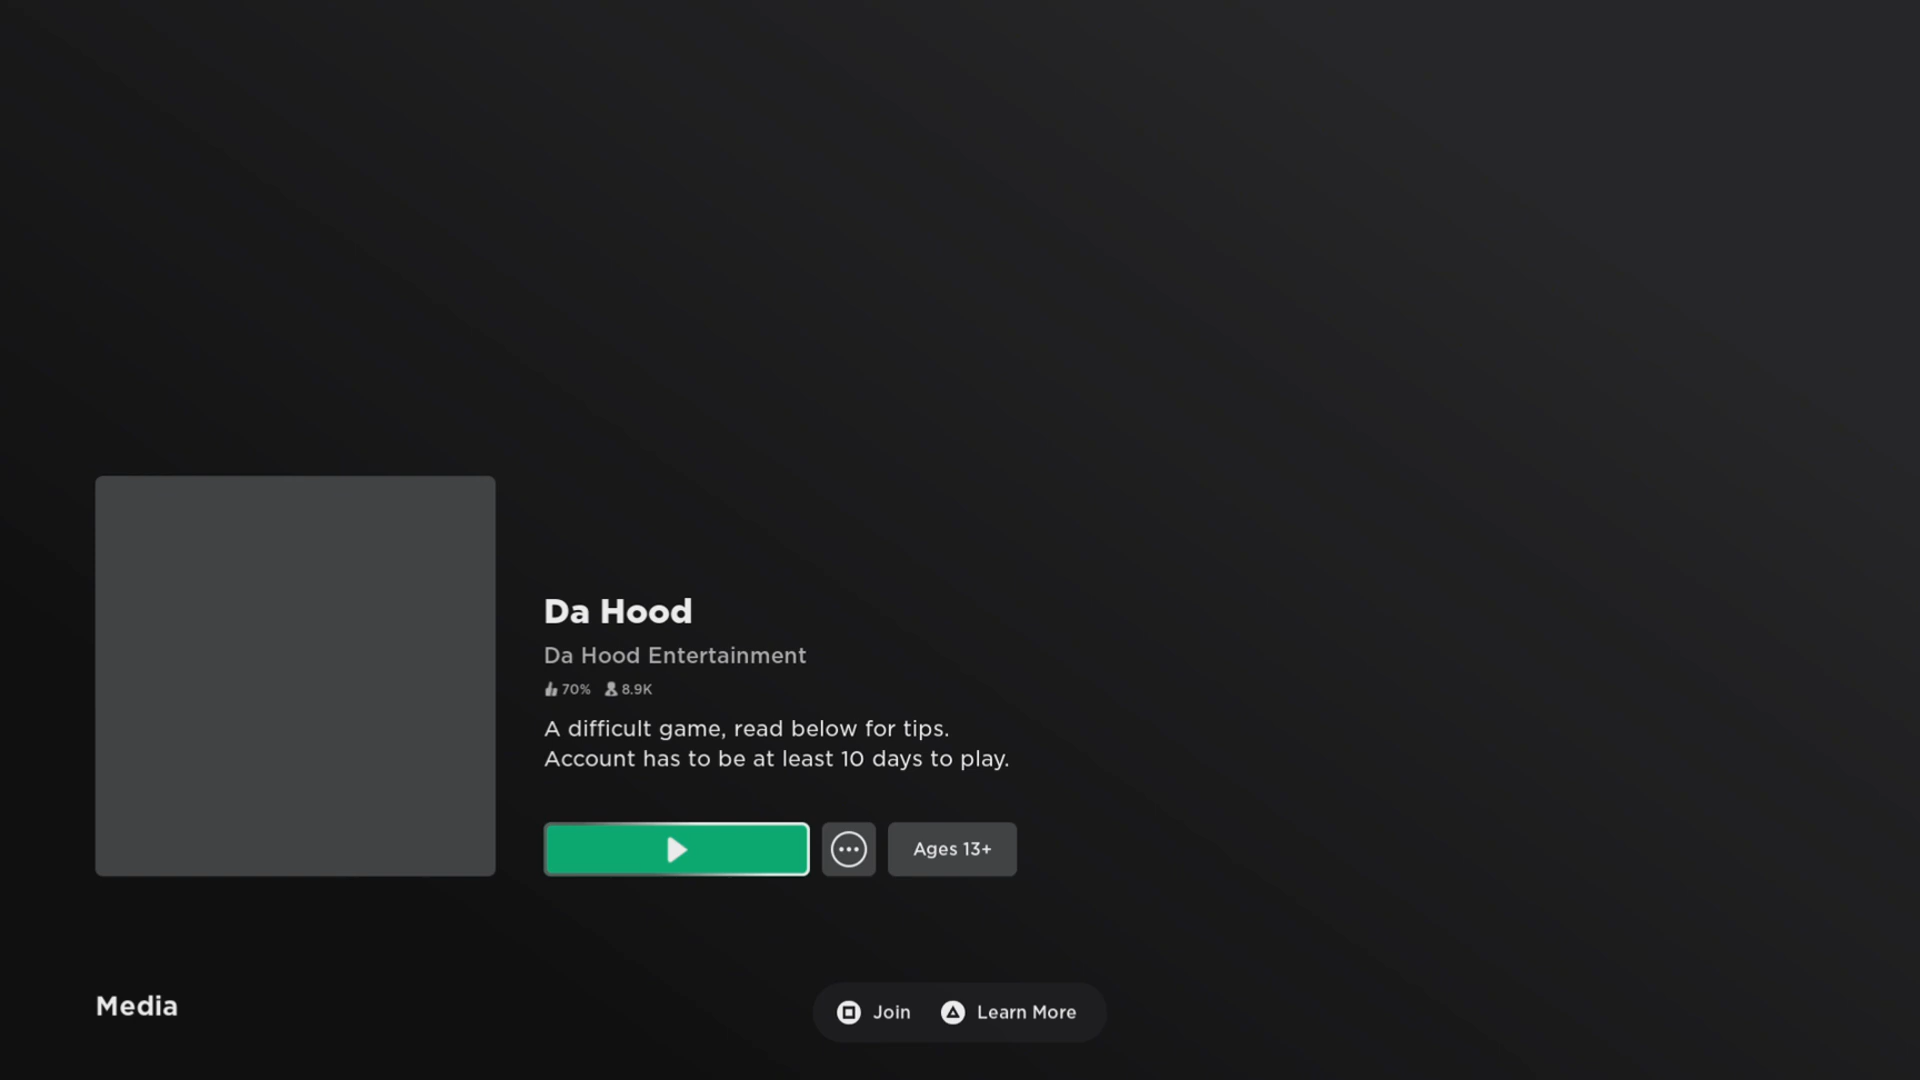 Da Hood
Da Hood Entertainment
70% 8.9K
A difficult game, read below for tips.
Account has to be at least 10 days to play.
Ages 13+
Media
Join Learn More